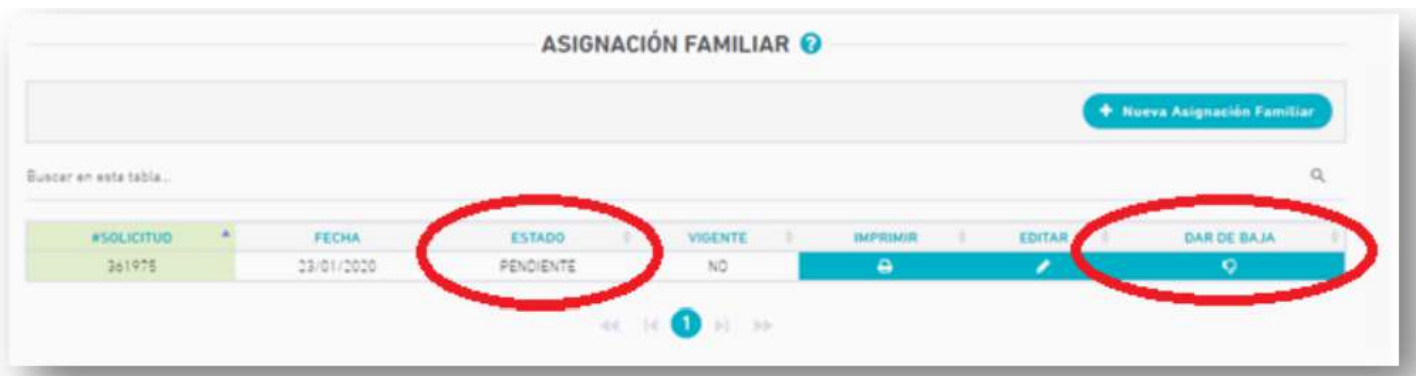 ASIGNACIÓN FAMILIAR ?
+ Nueva Asignación Familiar
Buscar en esta tabla...
#SOLICITUD FECHA ESTADO VIGENTE IMPRIMIR EDITAR DAR DE BAJA
361975 23/01/2020 PENDIENTE NO
1